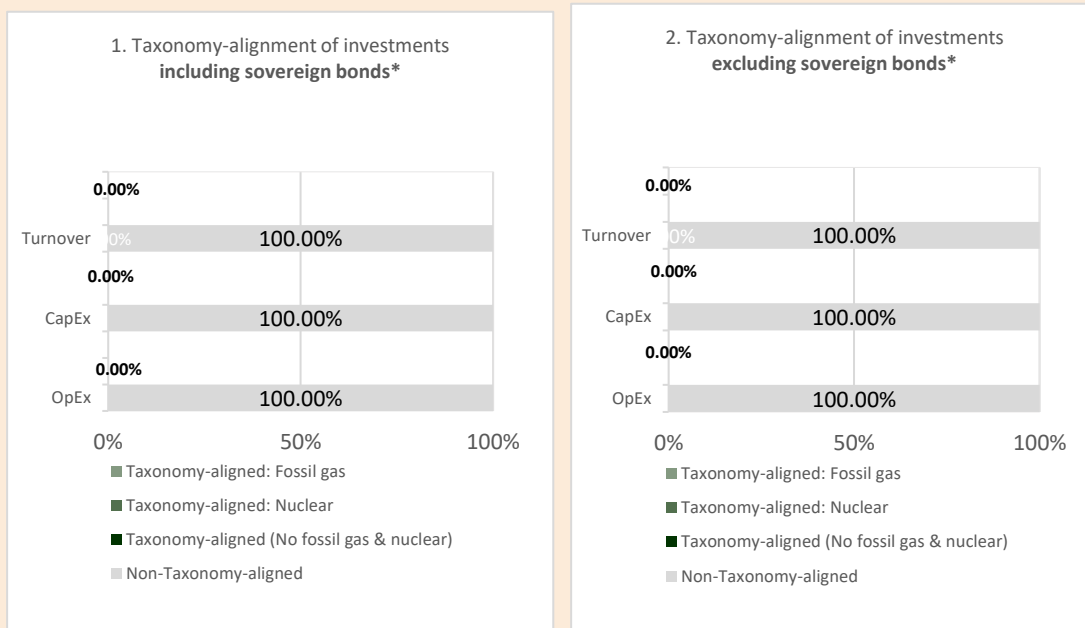 1. Taxonomy-alignment of investments
including sovereign bonds*
0.00%
Turnover 100.00%
0.00%
CapEx 100.00%
0.00%
OpEx 100.00%
0% 50% 100%
Taxonomy-aligned: Fossil gas
Taxonomy-aligned: Nuclear
Taxonomy-aligned (No fossil gas & nuclear)
Non-Taxonomy-aligned
2. Taxonomy-alignment of investments
excluding sovereign bonds*
0.00%
Turnover 100.00%
0.00%
CapEx 100.00%
0.00%
OpEx 100.00%
0% 50% 100%
Taxonomy-aligned: Fossil gas
Taxonomy-aligned: Nuclear
Taxonomy-aligned (No fossil gas & nuclear)
Non-Taxonomy-aligned